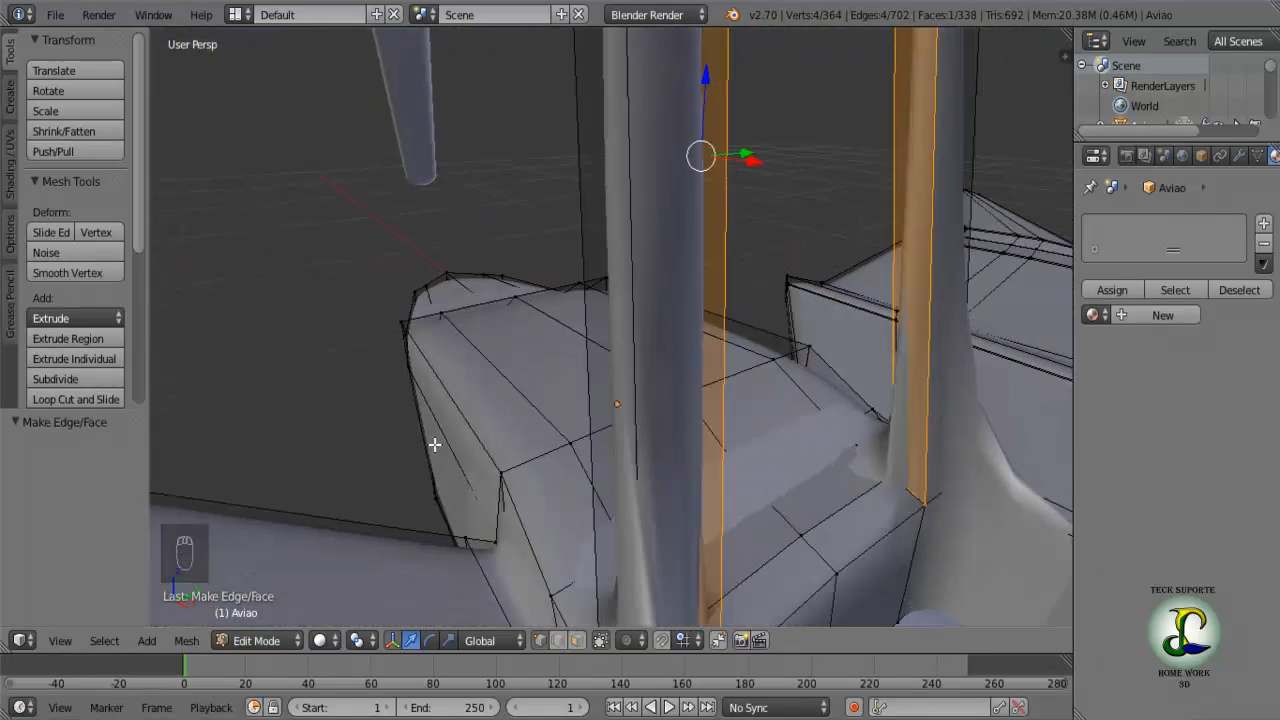 File Render Window Help Default Scene Blender Render v2.70 | Verts:4/364 | Edges:4/702 | Faces:1/338 | Tris:692 | Mem:20.38M (0.46M) | Aviao
Tools
Create
Shading/UVs
Options
Grease Pencil
Transform
Translate
Rotate
Scale
Shrink/Fatten
Push/Pull
Mesh Tools
Deform:
Slide Ed Vertex
Noise
Smooth Vertex
Add:
Extrude
Extrude Region
Extrude Individual
Subdivide
Loop Cut and Slide
Make Edge/Face
User Persp
Last: Make Edge/Face
(1) Aviao
View Search All Scenes
Scene
RenderLayers
World
Aviao
Assign Select Deselect
New
TECK SUPORTE
HOME WORK
3D
View Select Add Mesh Edit Mode Global
-40 -20 0 20 40 60 80 100 120 140 160 180 200 220 240 260 280
View Marker Frame Playback Start: 1 End: 250 1 No Sync